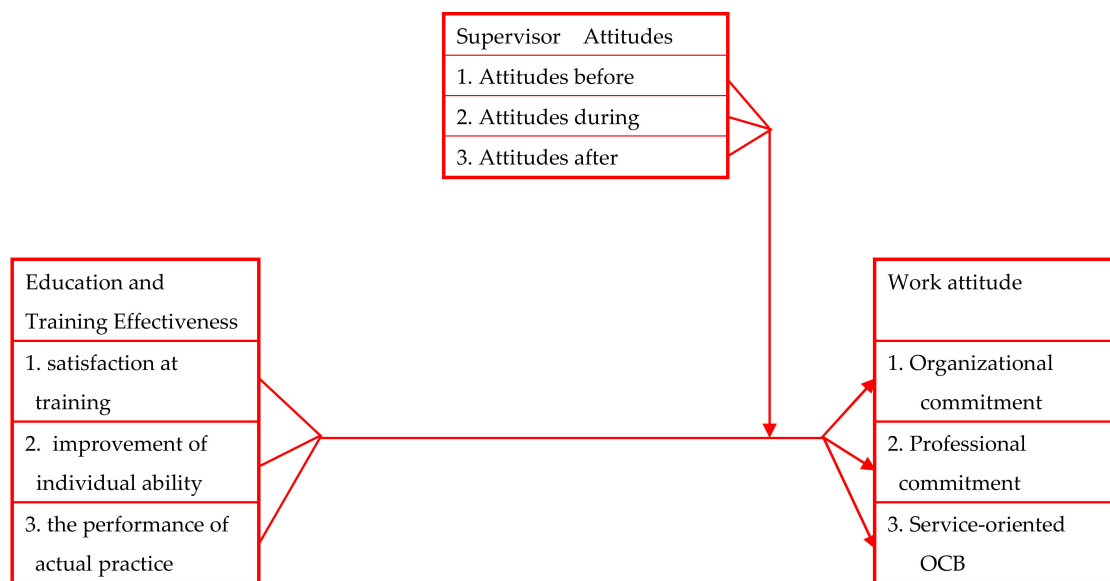 Supervisor Attitudes
1. Attitudes before
2. Attitudes during
3. Attitudes after
Education and
Training Effectiveness
1. satisfaction at
training
2. improvement of
individual ability
3. the performance of
actual practice
Work attitude
1. Organizational
commitment
2. Professional
commitment
3. Service-oriented
OCB